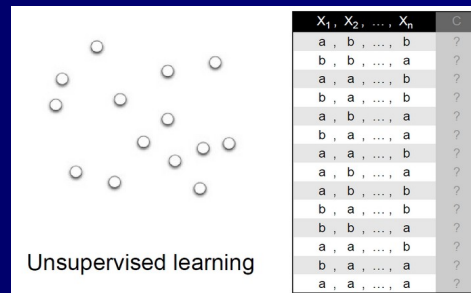 X1 , X2 , ... , Xn C
a , b , ... , b ?
b , b , ... , a ?
a , a , ... , b ?
b , a , ... , b ?
a , b , ... , a ?
b , a , ... , a ?
a , a , ... , b ?
a , b , ... , a ?
a , b , ... , b ?
b , a , ... , b ?
b , b , ... , a ?
a , a , ... , b ?
b , a , ... , a ?
a , a , ... , a ?
Unsupervised learning